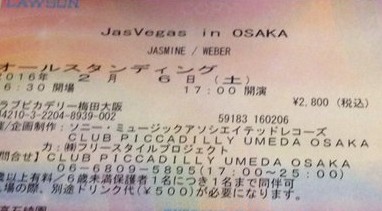 LAWSON
JasVegas in OSAKA
JASMINE / WEBER
オールスタンディング
2016年 2月 6日(土)
6:30 開場 17:00 開演
ラブピカデリー梅田大阪 ¥2,800(税込)
04210-3-2204-8939-002 59183 160206
/企画制作:ソニー・ミュージックアソシエイテッドレコーズ
CLUB PICCADILLY UMEDA OSAKA
力:㈱フリースタイルプロジェクト
問合せ】CLUB PICCADILLY UMEDA OSAKA
06-6809-5895(17:00~25:00)
歳以上有料/6歳未満保護者1名につき1名まで同伴可
場の際、別途ドリンク代(¥500)が必要になります。